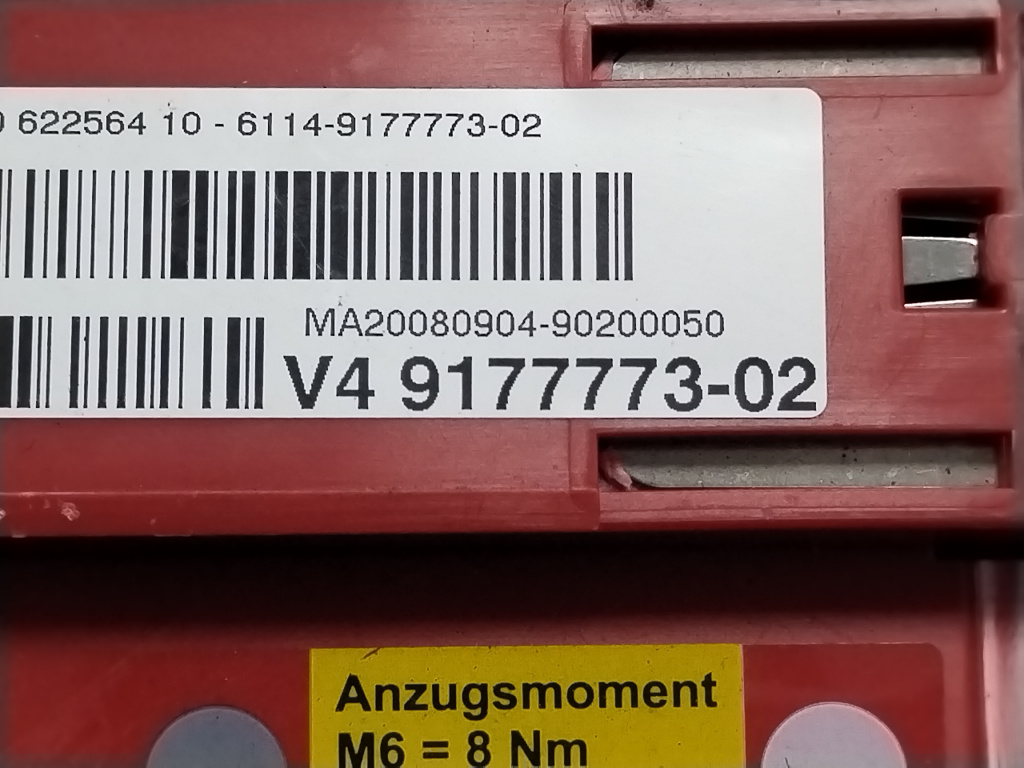 622564 10 - 6114-9177773-02
MA20080904-90200050
V4 9177773-02
Anzugsmoment
M6 = 8 Nm